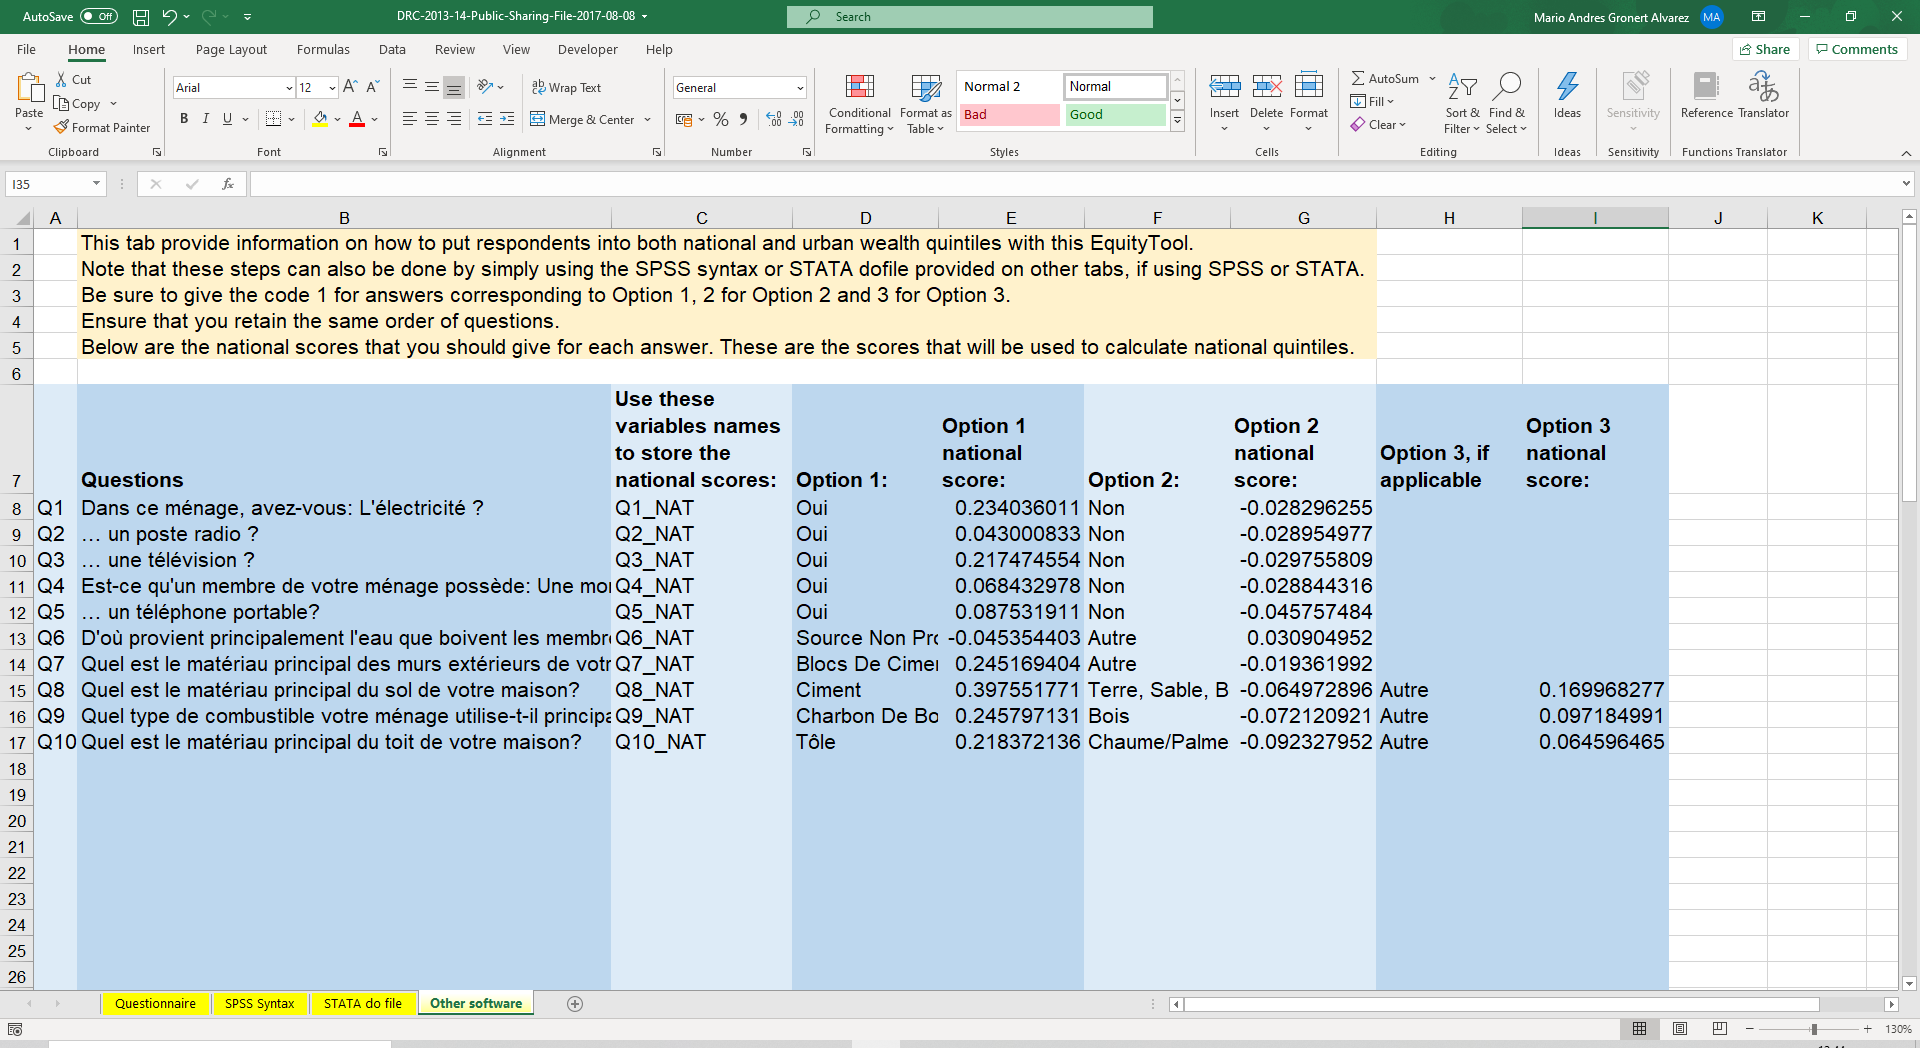 AutoSave Off DRC-2013-14-Public-Sharing-File-2017-08-08 Search Mario Andres Gronert Alvarez MA
File Home Insert Page Layout Formulas Data Review View Developer Help Share Comments
Paste Cut Copy Format Painter Clipboard
Arial 12 B I U Font
Wrap Text Merge & Center Alignment
General % Number
Conditional Formatting Format as Table Normal 2 Normal Bad Good Styles
Insert Delete Format Cells
AutoSum Fill Clear Sort & Filter Find & Select Editing
Ideas Ideas
Sensitivity Sensitivity
Reference Translator Functions Translator
I35 fx
A B C D E F G H I J K
1 This tab provide information on how to put respondents into both national and urban wealth quintiles with this EquityTool.
2 Note that these steps can also be done by simply using the SPSS syntax or STATA dofile provided on other tabs, if using SPSS or STATA.
3 Be sure to give the code 1 for answers corresponding to Option 1, 2 for Option 2 and 3 for Option 3.
4 Ensure that you retain the same order of questions.
5 Below are the national scores that you should give for each answer. These are the scores that will be used to calculate national quintiles.
6
7 Questions Use these variables names to store the national scores: Option 1: Option 1 national score: Option 2: Option 2 national score: Option 3, if applicable Option 3 national score:
8 Q1 Dans ce ménage, avez-vous: L'électricité ? Q1_NAT Oui 0.234036011 Non -0.028296255
9 Q2 … un poste radio ? Q2_NAT Oui 0.043000833 Non -0.028954977
10 Q3 … une télévision ? Q3_NAT Oui 0.217474554 Non -0.029755809
11 Q4 Est-ce qu'un membre de votre ménage possède: Une mo Q4_NAT Oui 0.068432978 Non -0.028844316
12 Q5 … un téléphone portable? Q5_NAT Oui 0.087531911 Non -0.045757484
13 Q6 D'où provient principalement l'eau que boivent les membr Q6_NAT Source Non Pro -0.045354403 Autre 0.030904952
14 Q7 Quel est le matériau principal des murs extérieurs de votr Q7_NAT Blocs De Cimer 0.245169404 Autre -0.019361992
15 Q8 Quel est le matériau principal du sol de votre maison? Q8_NAT Ciment 0.397551771 Terre, Sable, B -0.064972896 Autre 0.169968277
16 Q9 Quel type de combustible votre ménage utilise-t-il principa Q9_NAT Charbon De Bo 0.245797131 Bois -0.072120921 Autre 0.097184991
17 Q10 Quel est le matériau principal du toit de votre maison? Q10_NAT Tôle 0.218372136 Chaume/Palme -0.092327952 Autre 0.064596465
18
19
20
21
22
23
24
25
26
Questionnaire SPSS Syntax STATA do file Other software
130%